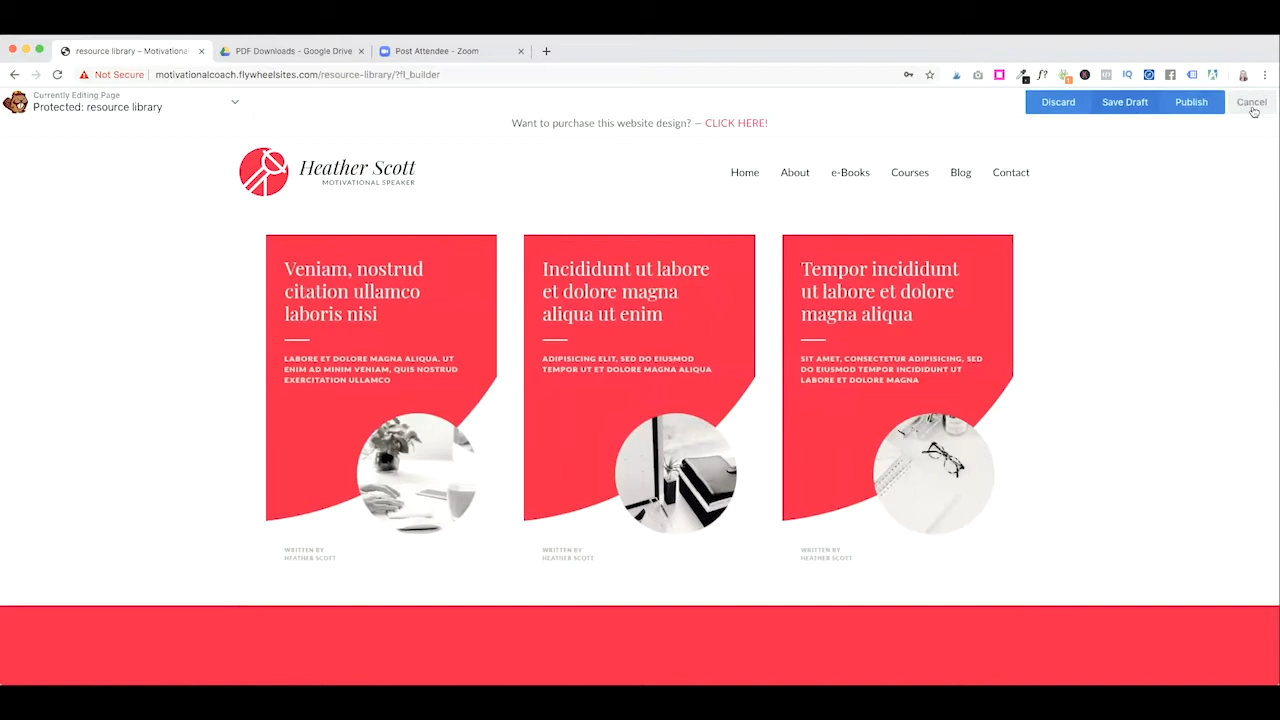 resource library – Motivationa
PDF Downloads - Google Drive
Post Attendee - Zoom
Not Secure
motivationalcoach.flywheelsites.com/resource-library/?fl_builder
Currently Editing Page
Protected: resource library
Discard
Save Draft
Publish
Cancel
Want to purchase this website design? — CLICK HERE!
Heather Scott
MOTIVATIONAL SPEAKER
Home
About
e-Books
Courses
Blog
Contact
Veniam, nostrud
citation ullamco
laboris nisi
LABORE ET DOLORE MAGNA ALIQUA. UT
ENIM AD MINIM VENIAM, QUIS NOSTRUD
EXERCITATION ULLAMCO
WRITTEN BY
HEATHER SCOTT
Incididunt ut labore
et dolore magna
aliqua ut enim
ADIPISICING ELIT, SED DO EIUSMOD
TEMPOR UT ET DOLORE MAGNA ALIQUA
WRITTEN BY
HEATHER SCOTT
Tempor incididunt
ut labore et dolore
magna aliqua
SIT AMET, CONSECTETUR ADIPISICING, SED
DO EIUSMOD TEMPOR INCIDIDUNT UT
LABORE ET DOLORE MAGNA
WRITTEN BY
HEATHER SCOTT